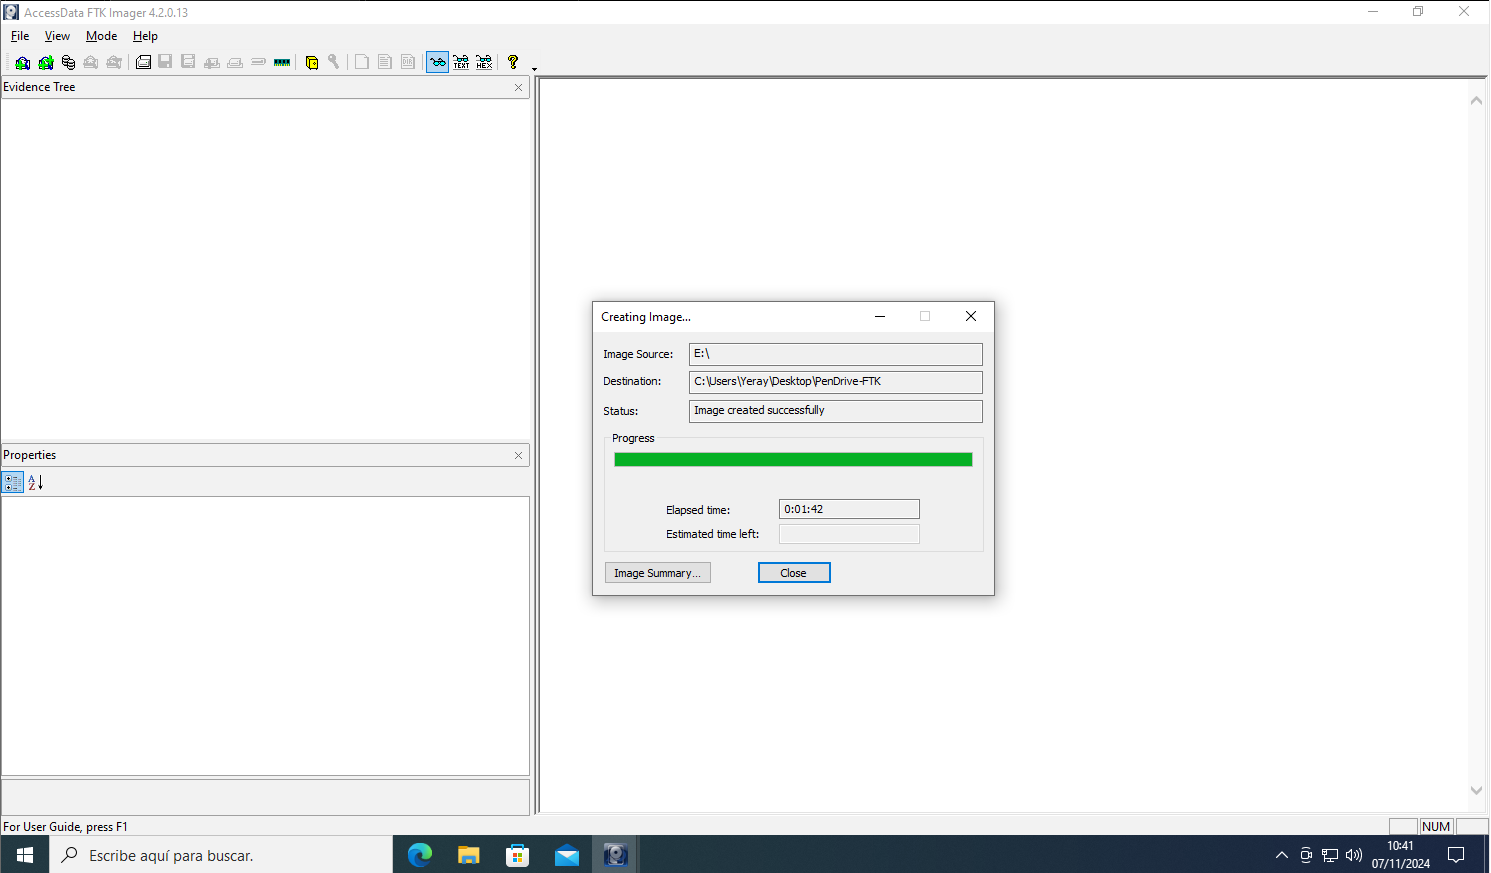 AccessData FTK Imager 4.2.0.13
File View Mode Help
TEXT HEX ?
Evidence Tree
Creating Image...
Image Source: E:\
Destination: C:\Users\Yeray\Desktop\PenDrive-FTK
Status: Image created successfully
Progress
Properties
A
Z
Elapsed time: 0:01:42
Estimated time left:
Image Summary... Close
For User Guide, press F1
NUM
Escribe aquí para buscar.
10:41
07/11/2024